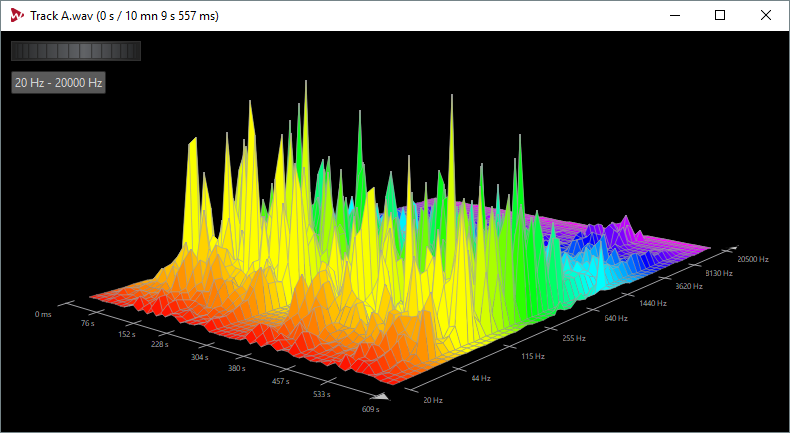 Track A.wav (0 s / 10 mn 9 s 557 ms)
20 Hz - 20000 Hz
0 ms
76 s
152 s
228 s
304 s
380 s
457 s
533 s
609 s
20 Hz
44 Hz
115 Hz
255 Hz
640 Hz
1440 Hz
3620 Hz
8130 Hz
20500 Hz